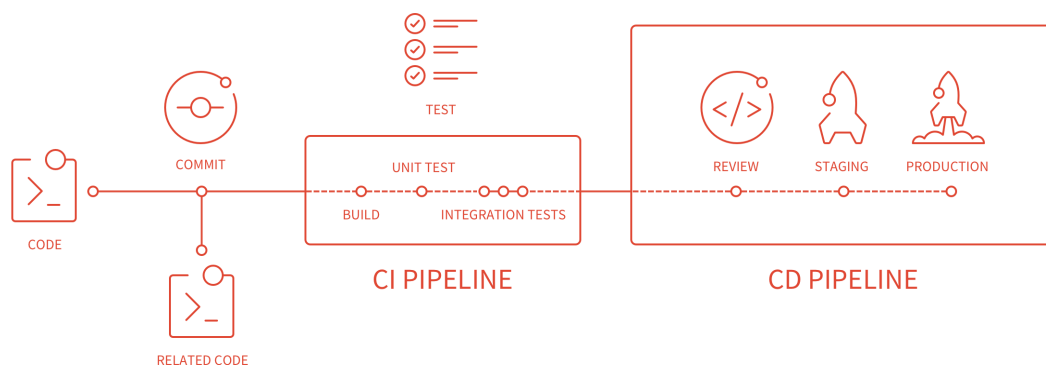 TEST
COMMIT
UNIT TEST
REVIEW
STAGING
PRODUCTION
BUILD
INTEGRATION TESTS
CODE
CI PIPELINE
CD PIPELINE
RELATED CODE